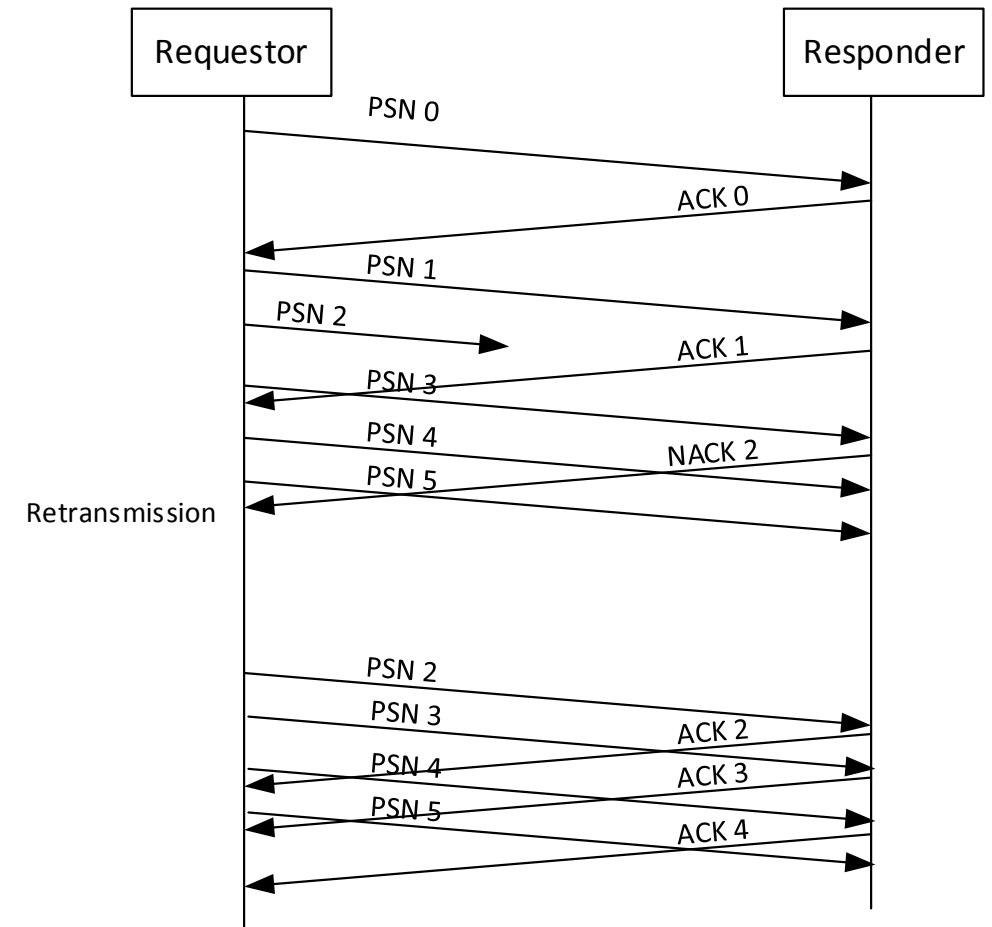 Requestor
Responder
PSN 0
ACK 0
PSN 1
PSN 2
ACK 1
PSN 3
PSN 4
NACK 2
PSN 5
Retransmission
PSN 2
PSN 3
ACK 2
PSN 4
ACK 3
PSN 5
ACK 4